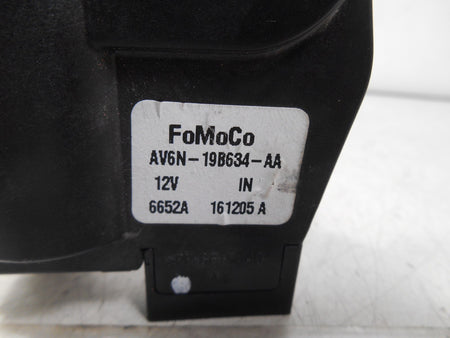 FoMoCo
AV6N-19B634-AA
12V IN
6652A 161205 A